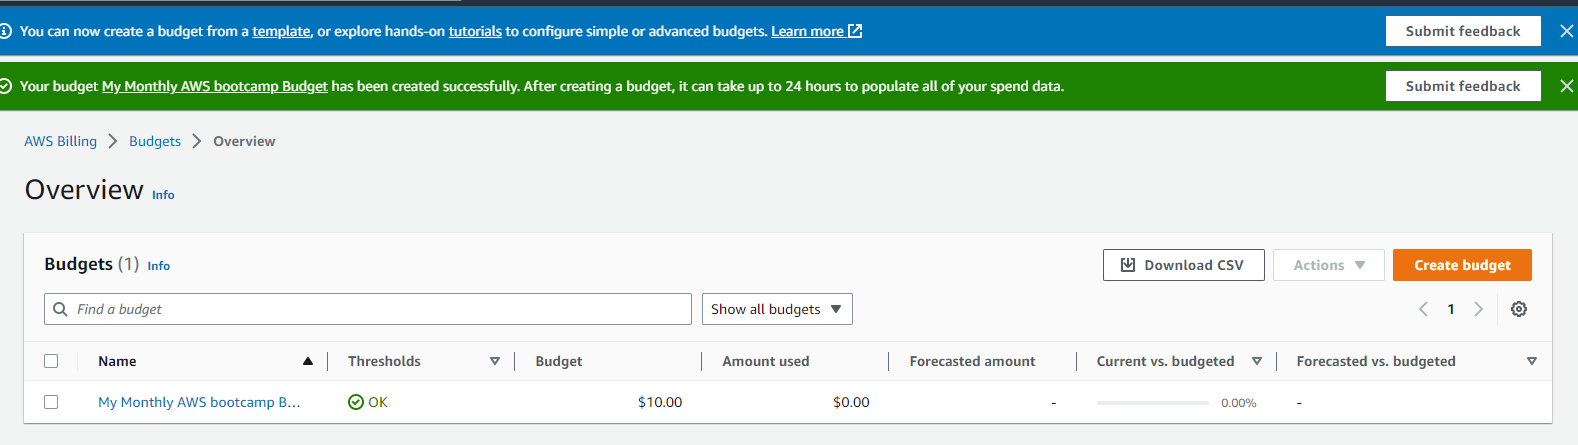 You can now create a budget from a template, or explore hands-on tutorials to configure simple or advanced budgets. Learn more
Submit feedback
Your budget My Monthly AWS bootcamp Budget has been created successfully. After creating a budget, it can take up to 24 hours to populate all of your spend data.
Submit feedback
AWS Billing > Budgets > Overview
Overview Info
Budgets (1) Info
Download CSV
Actions
Create budget
Find a budget
Show all budgets
1
Name Thresholds Budget Amount used Forecasted amount Current vs. budgeted Forecasted vs. budgeted
My Monthly AWS bootcamp B... OK $10.00 $0.00 - 0.00% -